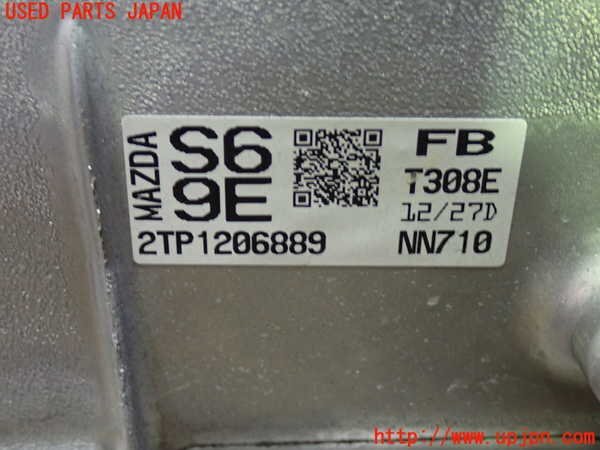 USED PARTS JAPAN
MAZDA
S6
9E
2TP1206889
FB
T308E
12/27D
NN710
http://www.upjpn.com/